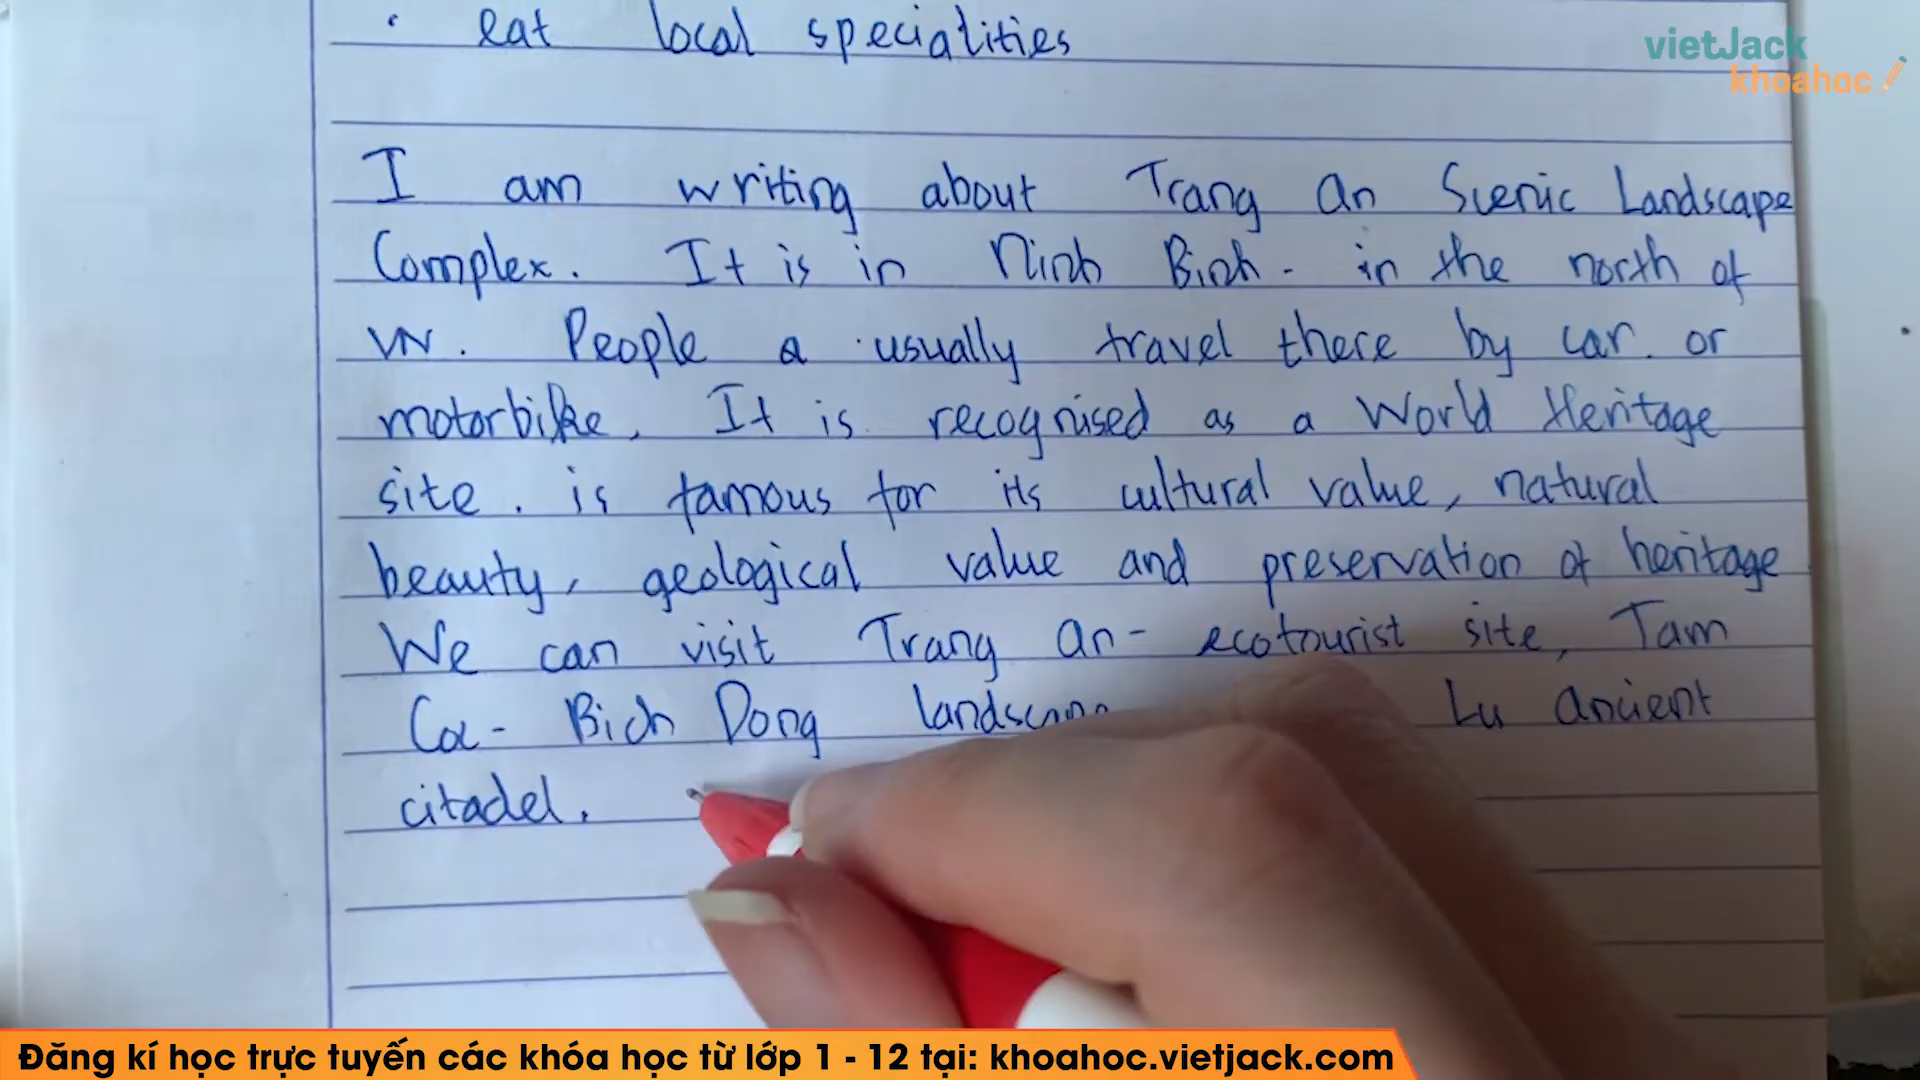 • eat local specialities
vietJack
khoahoc
I am writing about Trang An Scenic Landscape
Complex. It is in Ninh Binh - in the north of
VN. People a usually travel there by car or
motorbike. It is recognised as a World Heritage
site. is famous for its cultural value, natural
beauty, geological value and preservation of heritage
We can visit Trang An - ecotourist site, Tam
Coc - Bich Dong Lu ancient
citadel.
Đăng kí học trực tuyến các khóa học từ lớp 1 - 12 tại: khoahoc.vietjack.com